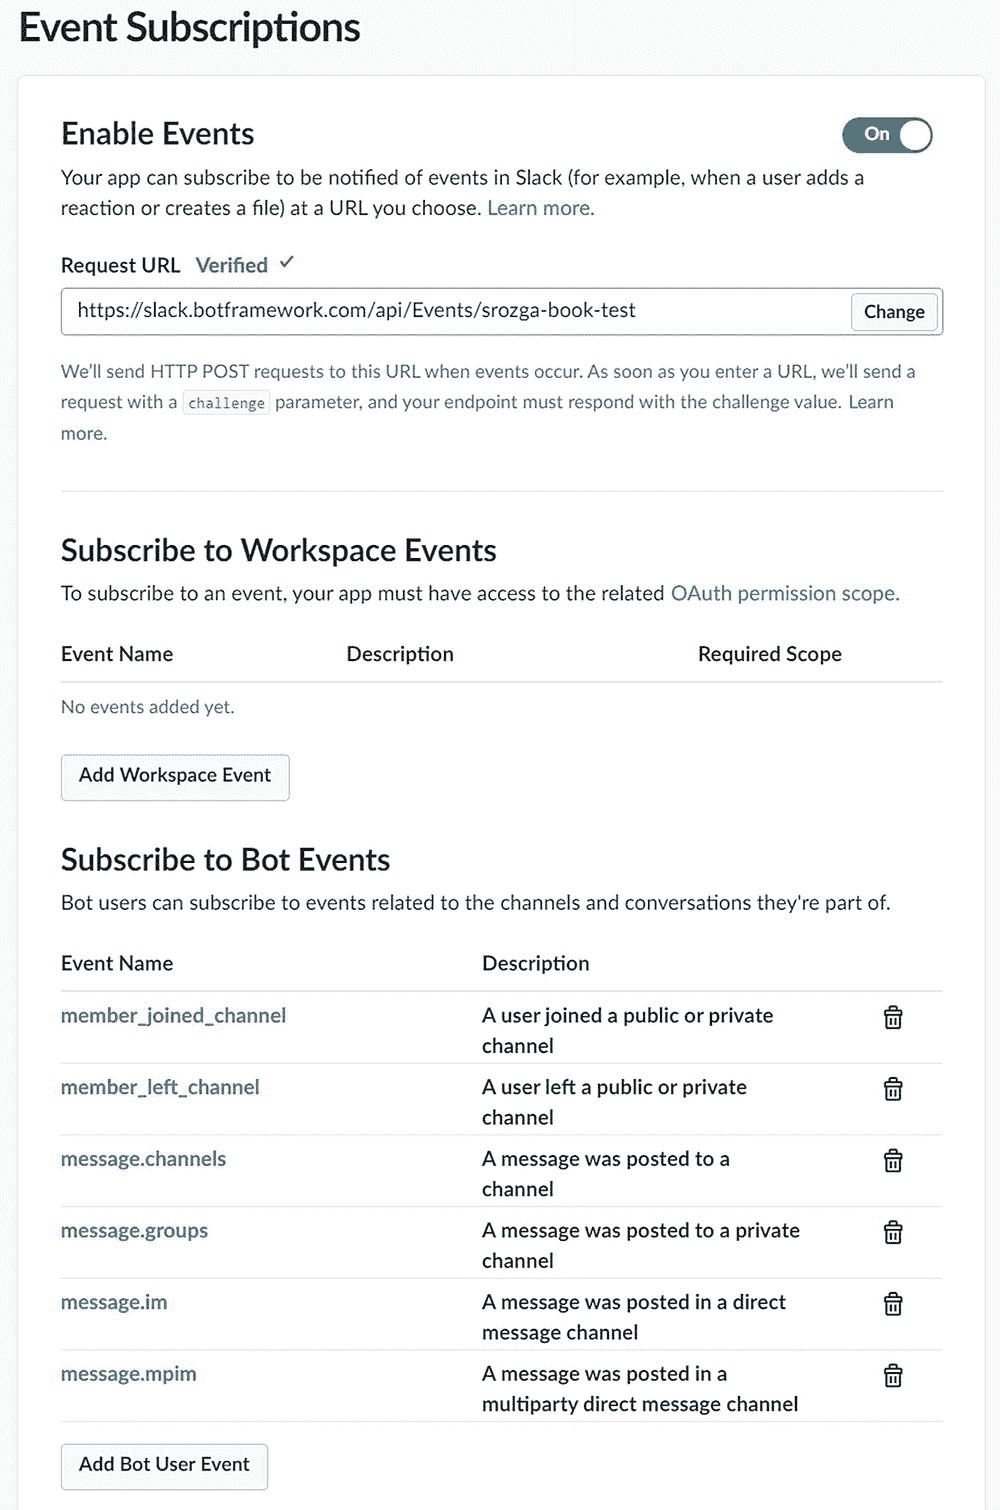 Event Subscriptions
Enable Events
On
Your app can subscribe to be notified of events in Slack (for example, when a user adds a
reaction or creates a file) at a URL you choose. Learn more.
Request URL Verified ✓
https://slack.botframework.com/api/Events/srozga-book-test
Change
We'll send HTTP POST requests to this URL when events occur. As soon as you enter a URL, we'll send a
request with a challenge parameter, and your endpoint must respond with the challenge value. Learn
more.
Subscribe to Workspace Events
To subscribe to an event, your app must have access to the related OAuth permission scope.
Event Name Description Required Scope
No events added yet.
Add Workspace Event
Subscribe to Bot Events
Bot users can subscribe to events related to the channels and conversations they're part of.
Event Name Description
member_joined_channel A user joined a public or private
channel
member_left_channel A user left a public or private
channel
message.channels A message was posted to a
channel
message.groups A message was posted to a private
channel
message.im A message was posted in a direct
message channel
message.mpim A message was posted in a
multiparty direct message channel
Add Bot User Event